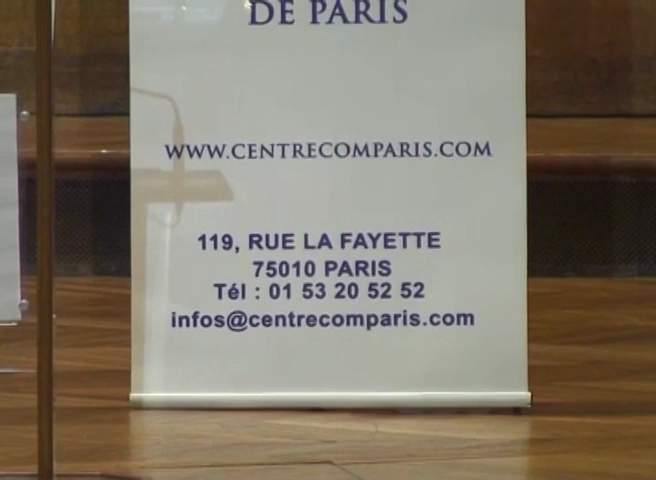 DE PARIS
WWW.CENTRECOMPARIS.COM
119, RUE LA FAYETTE
75010 PARIS
Tél : 01 53 20 52 52
infos@centrecomparis.com